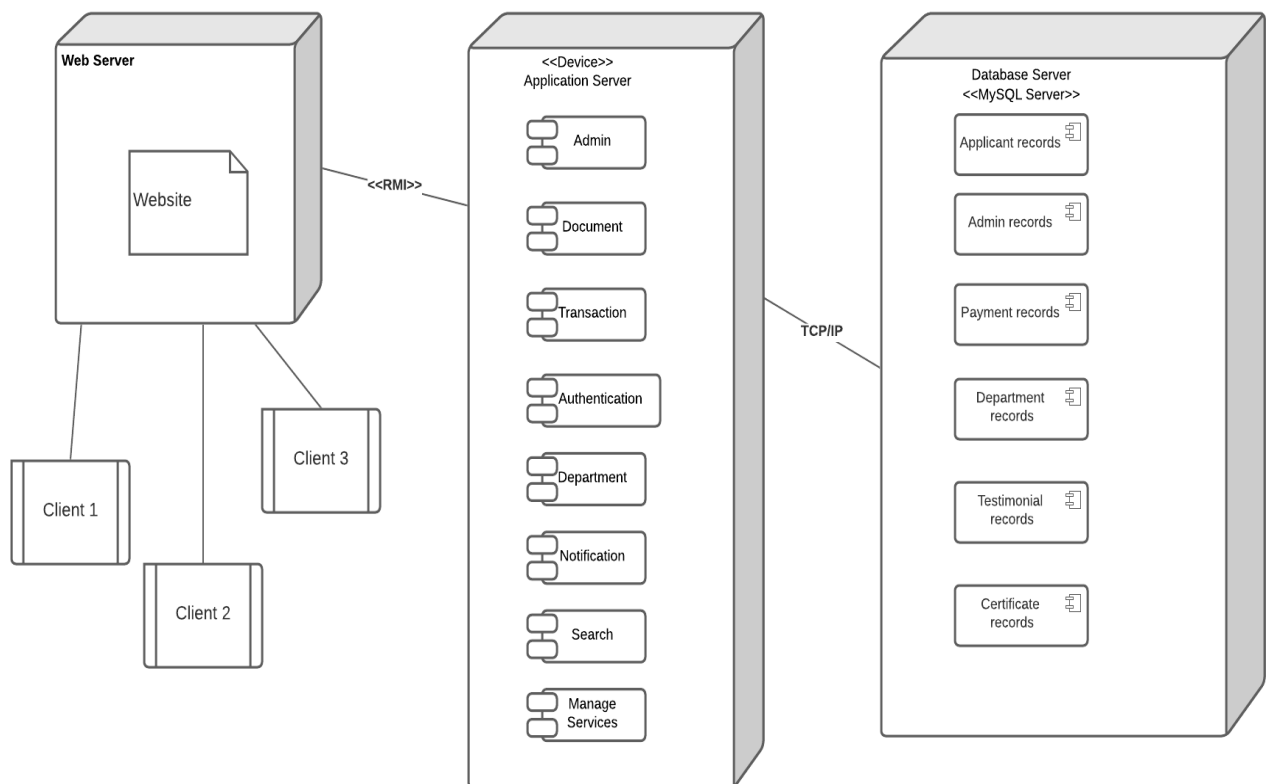 Web Server
Website
<<RMI>>
Client 1
Client 2
Client 3
<<Device>>
Application Server
Admin
Document
Transaction
Authentication
Department
Notification
Search
Manage
Services
TCP/IP
Database Server
<<MySQL Server>>
Applicant records
Admin records
Payment records
Department
records
Testimonial
records
Certificate
records